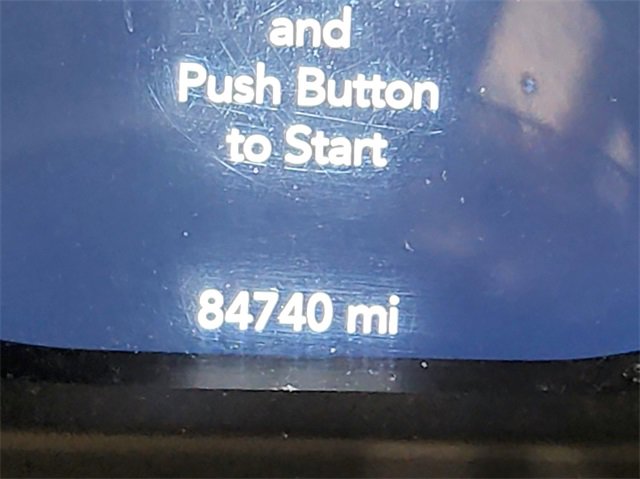 and
Push Button
to Start
84740 mi